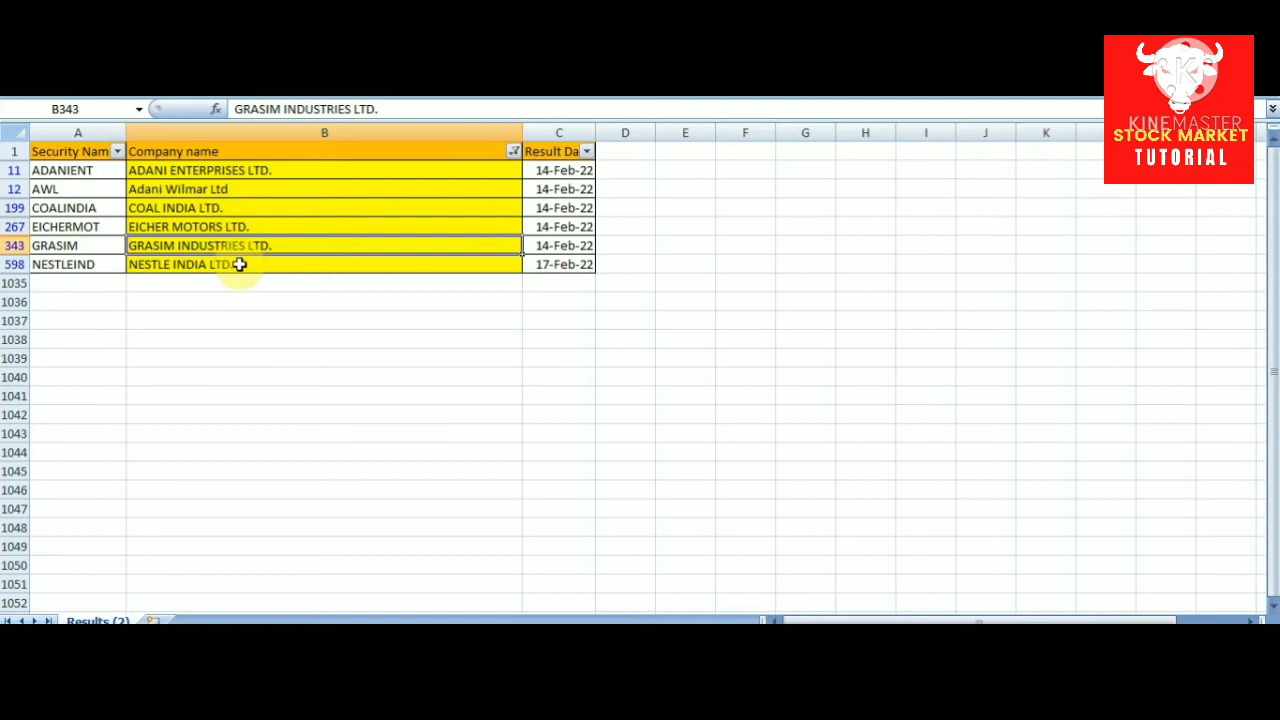 B343 fx GRASIM INDUSTRIES LTD.
KINEMASTER
STOCK MARKET
TUTORIAL
A B C D E F G H I J K
1 Security Nam Company name Result Da
11 ADANIENT ADANI ENTERPRISES LTD. 14-Feb-22
12 AWL Adani Wilmar Ltd 14-Feb-22
199 COALINDIA COAL INDIA LTD. 14-Feb-22
267 EICHERMOT EICHER MOTORS LTD. 14-Feb-22
343 GRASIM GRASIM INDUSTRIES LTD. 14-Feb-22
598 NESTLEIND NESTLE INDIA LTD. 17-Feb-22
1035
1036
1037
1038
1039
1040
1041
1042
1043
1044
1045
1046
1047
1048
1049
1050
1051
1052
Results (2)